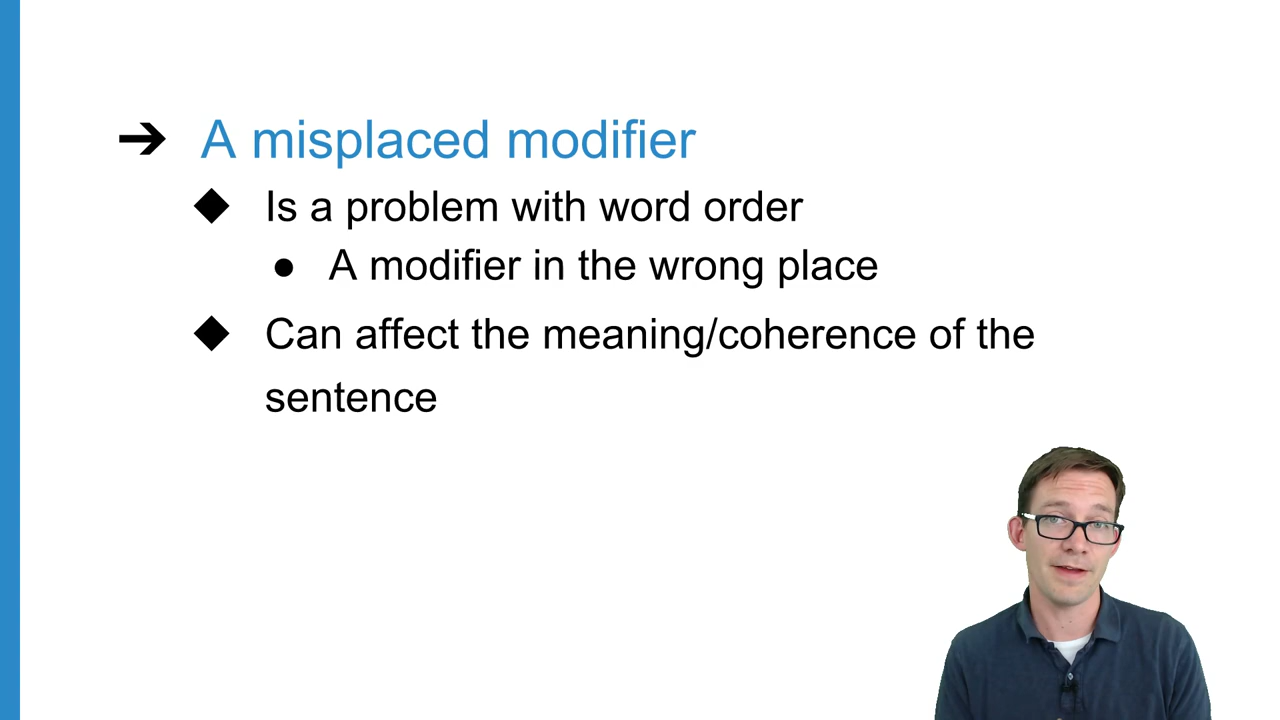 ➔ A misplaced modifier
◆ Is a problem with word order
● A modifier in the wrong place
◆ Can affect the meaning/coherence of the
sentence